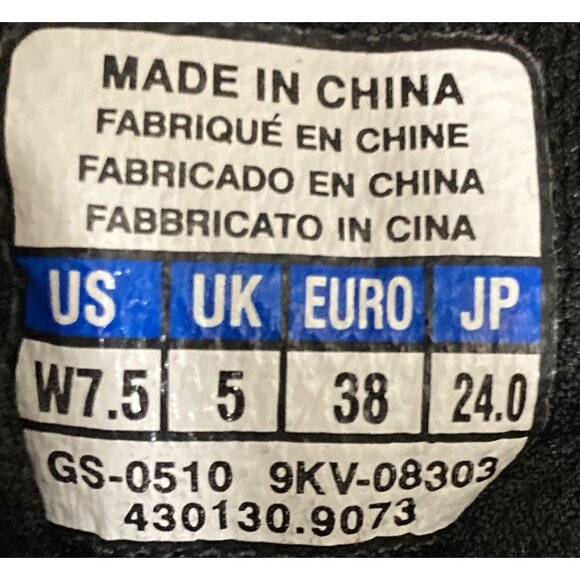 MADE IN CHINA
FABRIQUÉ EN CHINE
FABRICADO EN CHINA
FABBRICATO IN CINA
US UK EURO JP
W7.5 5 38 24.0
GS-0510 9KV-08303
430130.9073